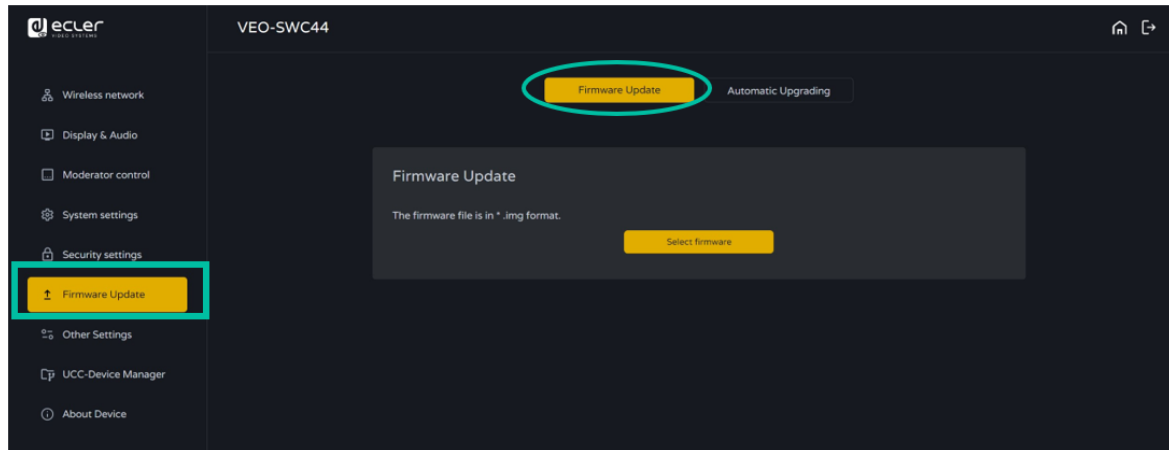 ecler
VIDEO SYSTEMS
VEO-SWC44
Wireless network
Display & Audio
Moderator control
System settings
Security settings
Firmware Update
Other Settings
UCC-Device Manager
About Device
Firmware Update
Automatic Upgrading
Firmware Update
The firmware file is in * .img format.
Select firmware